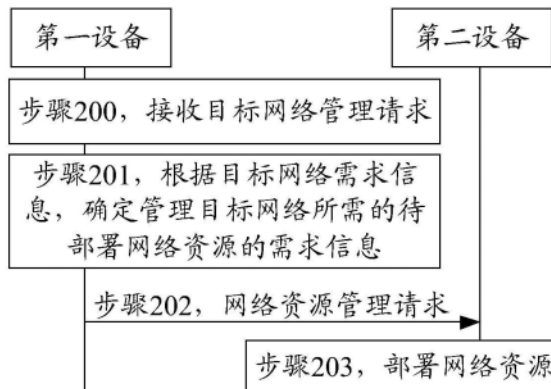 第一设备
第二设备
步骤200，接收目标网络管理请求
步骤201，根据目标网络需求信
息，确定管理目标网络所需的待
部署网络资源的需求信息
步骤202，网络资源管理请求
步骤203，部署网络资源